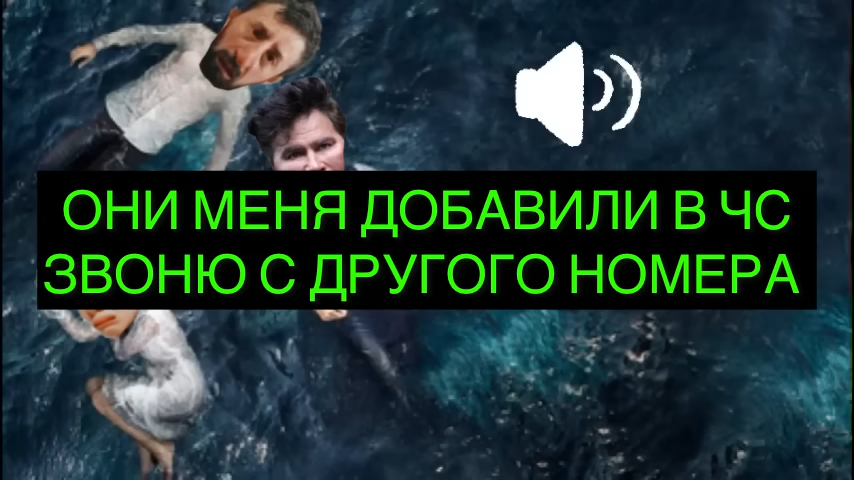 ОНИ МЕНЯ ДОБАВИЛИ В ЧС
ЗВОНЮ С ДРУГОГО НОМЕРА